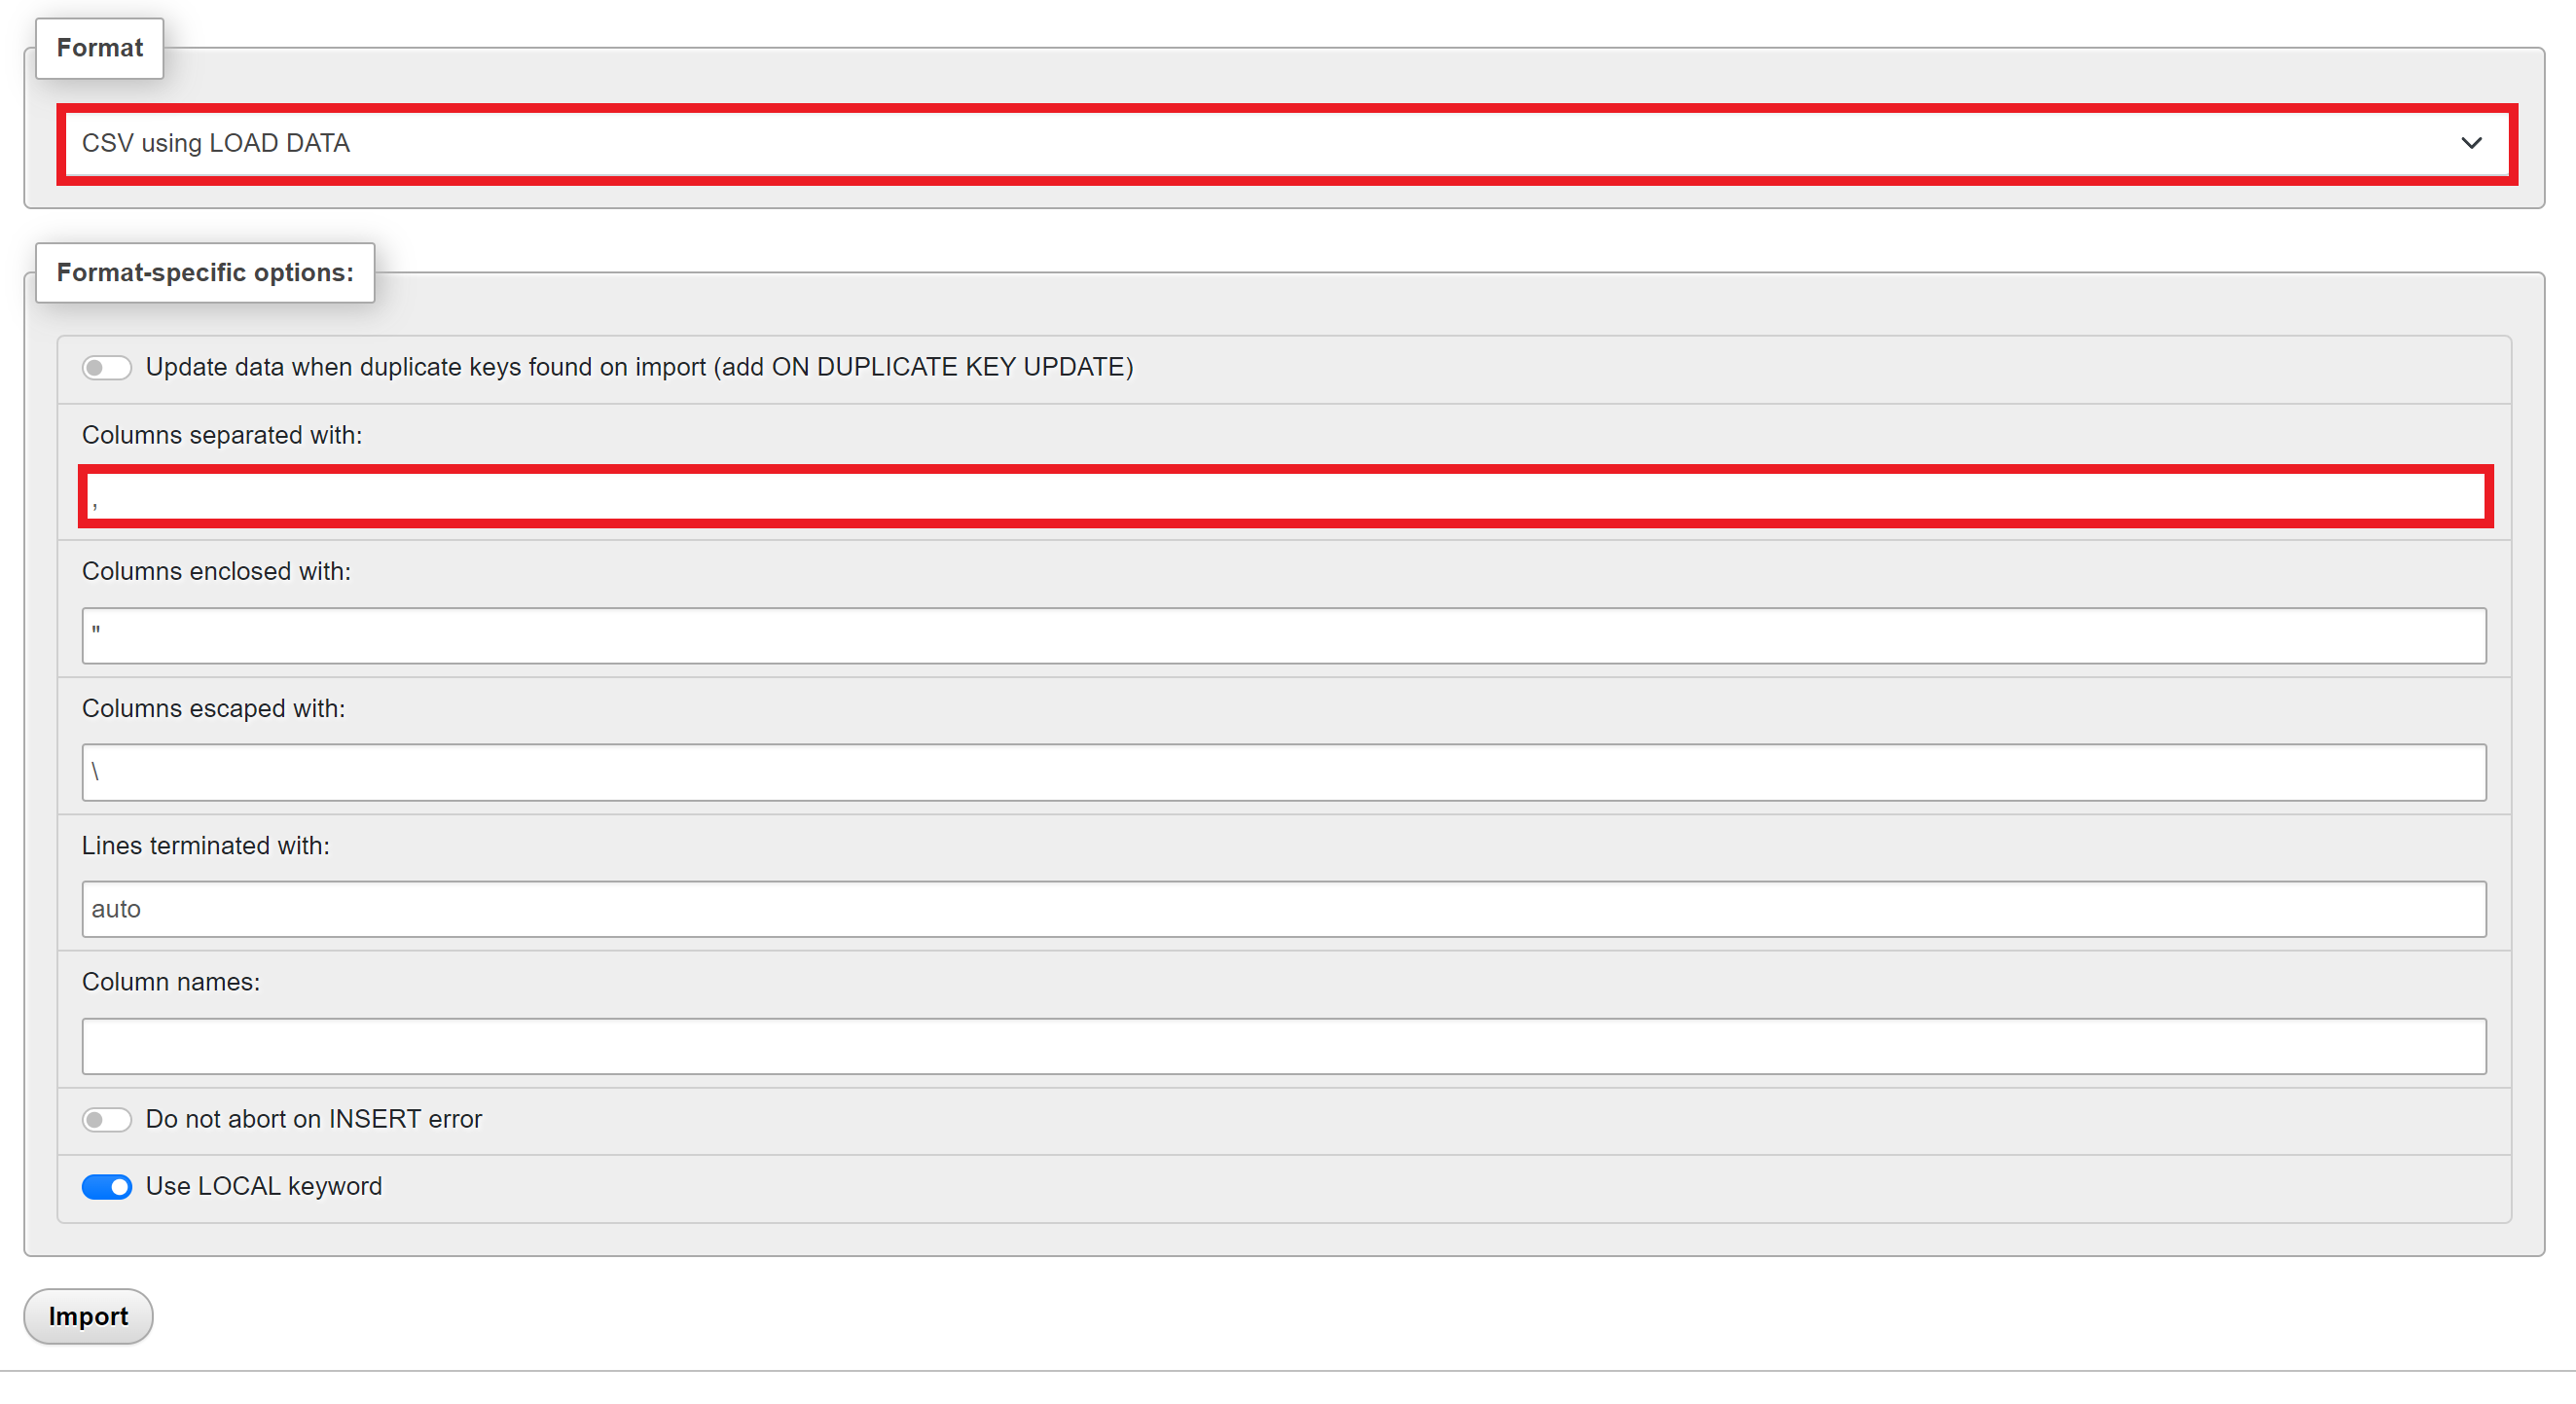 Format
CSV using LOAD DATA
Format-specific options:
Update data when duplicate keys found on import (add ON DUPLICATE KEY UPDATE)
Columns separated with:
,
Columns enclosed with:
"
Columns escaped with:
\
Lines terminated with:
auto
Column names:
Do not abort on INSERT error
Use LOCAL keyword
Import